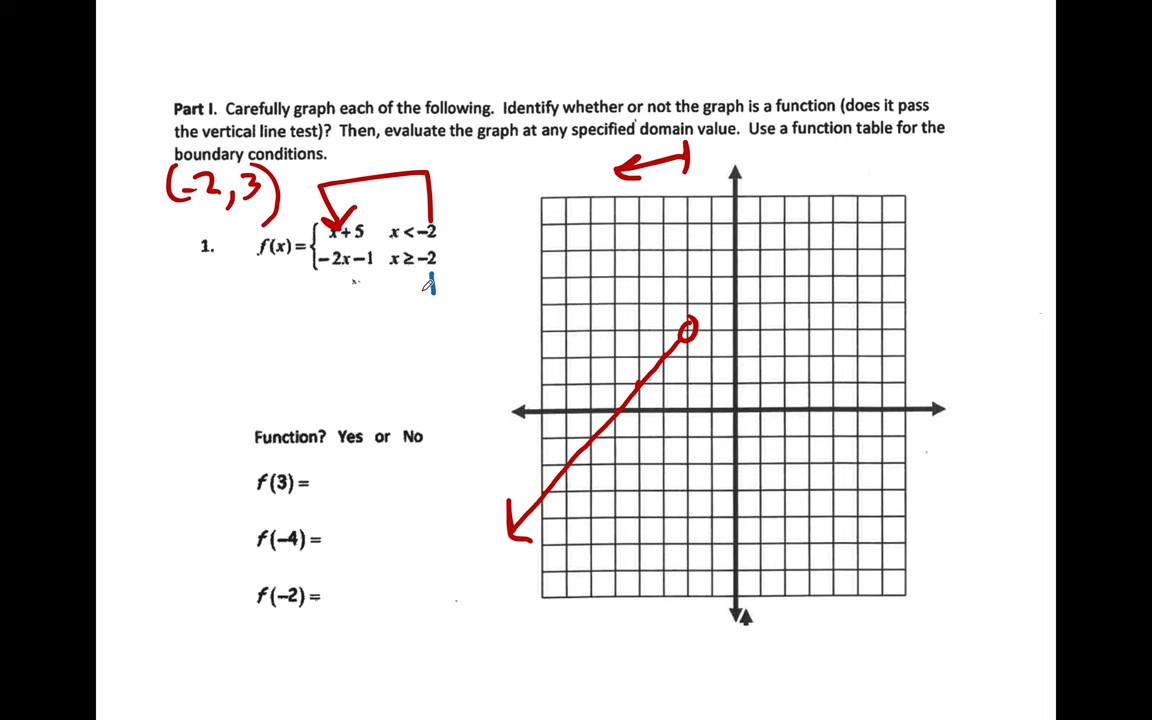 Part I. Carefully graph each of the following. Identify whether or not the graph is a function (does it pass
the vertical line test)? Then, evaluate the graph at any specified domain value. Use a function table for the
boundary conditions.
(-2,3)
1. f(x)={ x+5 x<-2
-2x-1 x≥-2
Function? Yes or No
f(3)=
f(-4)=
f(-2)=